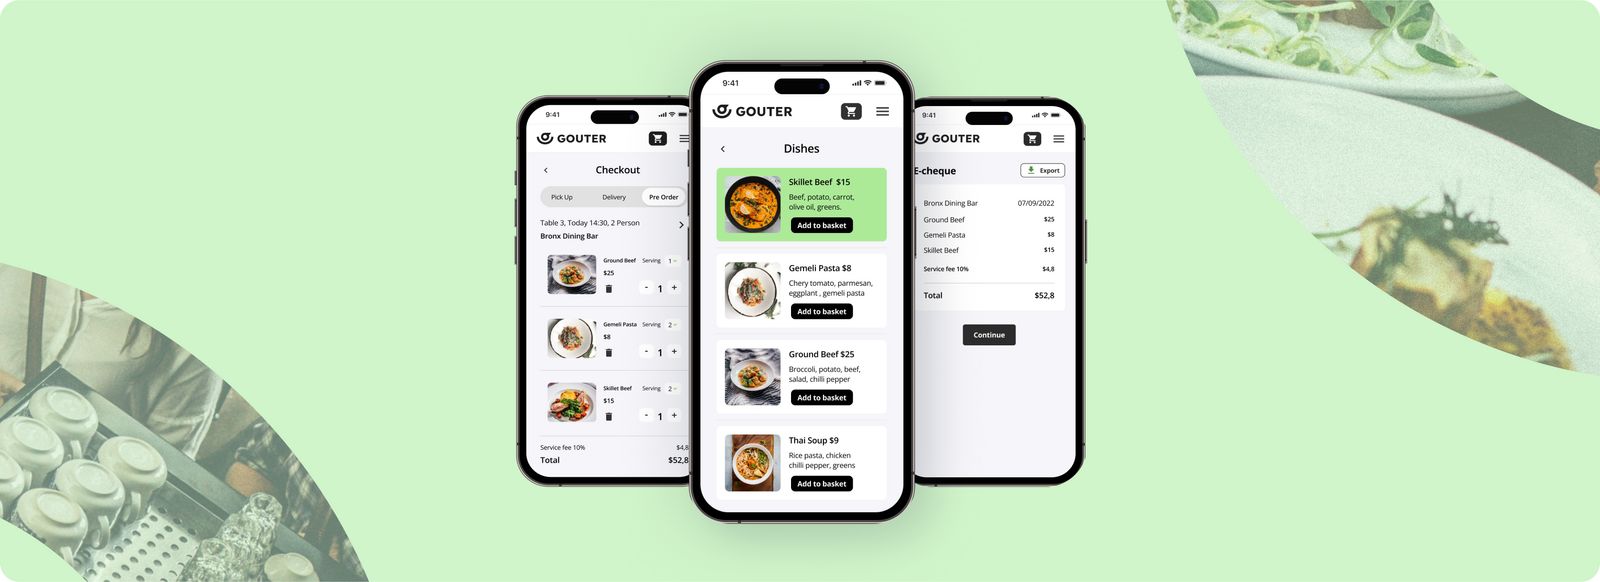 9:41
GOUTER
Checkout
Pick Up Delivery Pre Order
Table 3, Today 14:30, 2 Person
Bronx Dining Bar
Ground Beef Serving 1
$25
- 1 +
Gemeli Pasta Serving 2
$8
- 1 +
Skillet Beef Serving 2
$15
- 1 +
Service fee 10% $4,8
Total $52,8
9:41
GOUTER
Dishes
Skillet Beef $15
Beef, potato, carrot,
olive oil, greens.
Add to basket
Gemeli Pasta $8
Chery tomato, parmesan,
eggplant , gemeli pasta
Add to basket
Ground Beef $25
Broccoli, potato, beef,
salad, chilli pepper
Add to basket
Thai Soup $9
Rice pasta, chicken
chilli pepper, greens
Add to basket
9:41
GOUTER
E-cheque Export
Bronx Dining Bar 07/09/2022
Ground Beef $25
Gemeli Pasta $8
Skillet Beef $15
Service fee 10% $4,8
Total $52,8
Continue